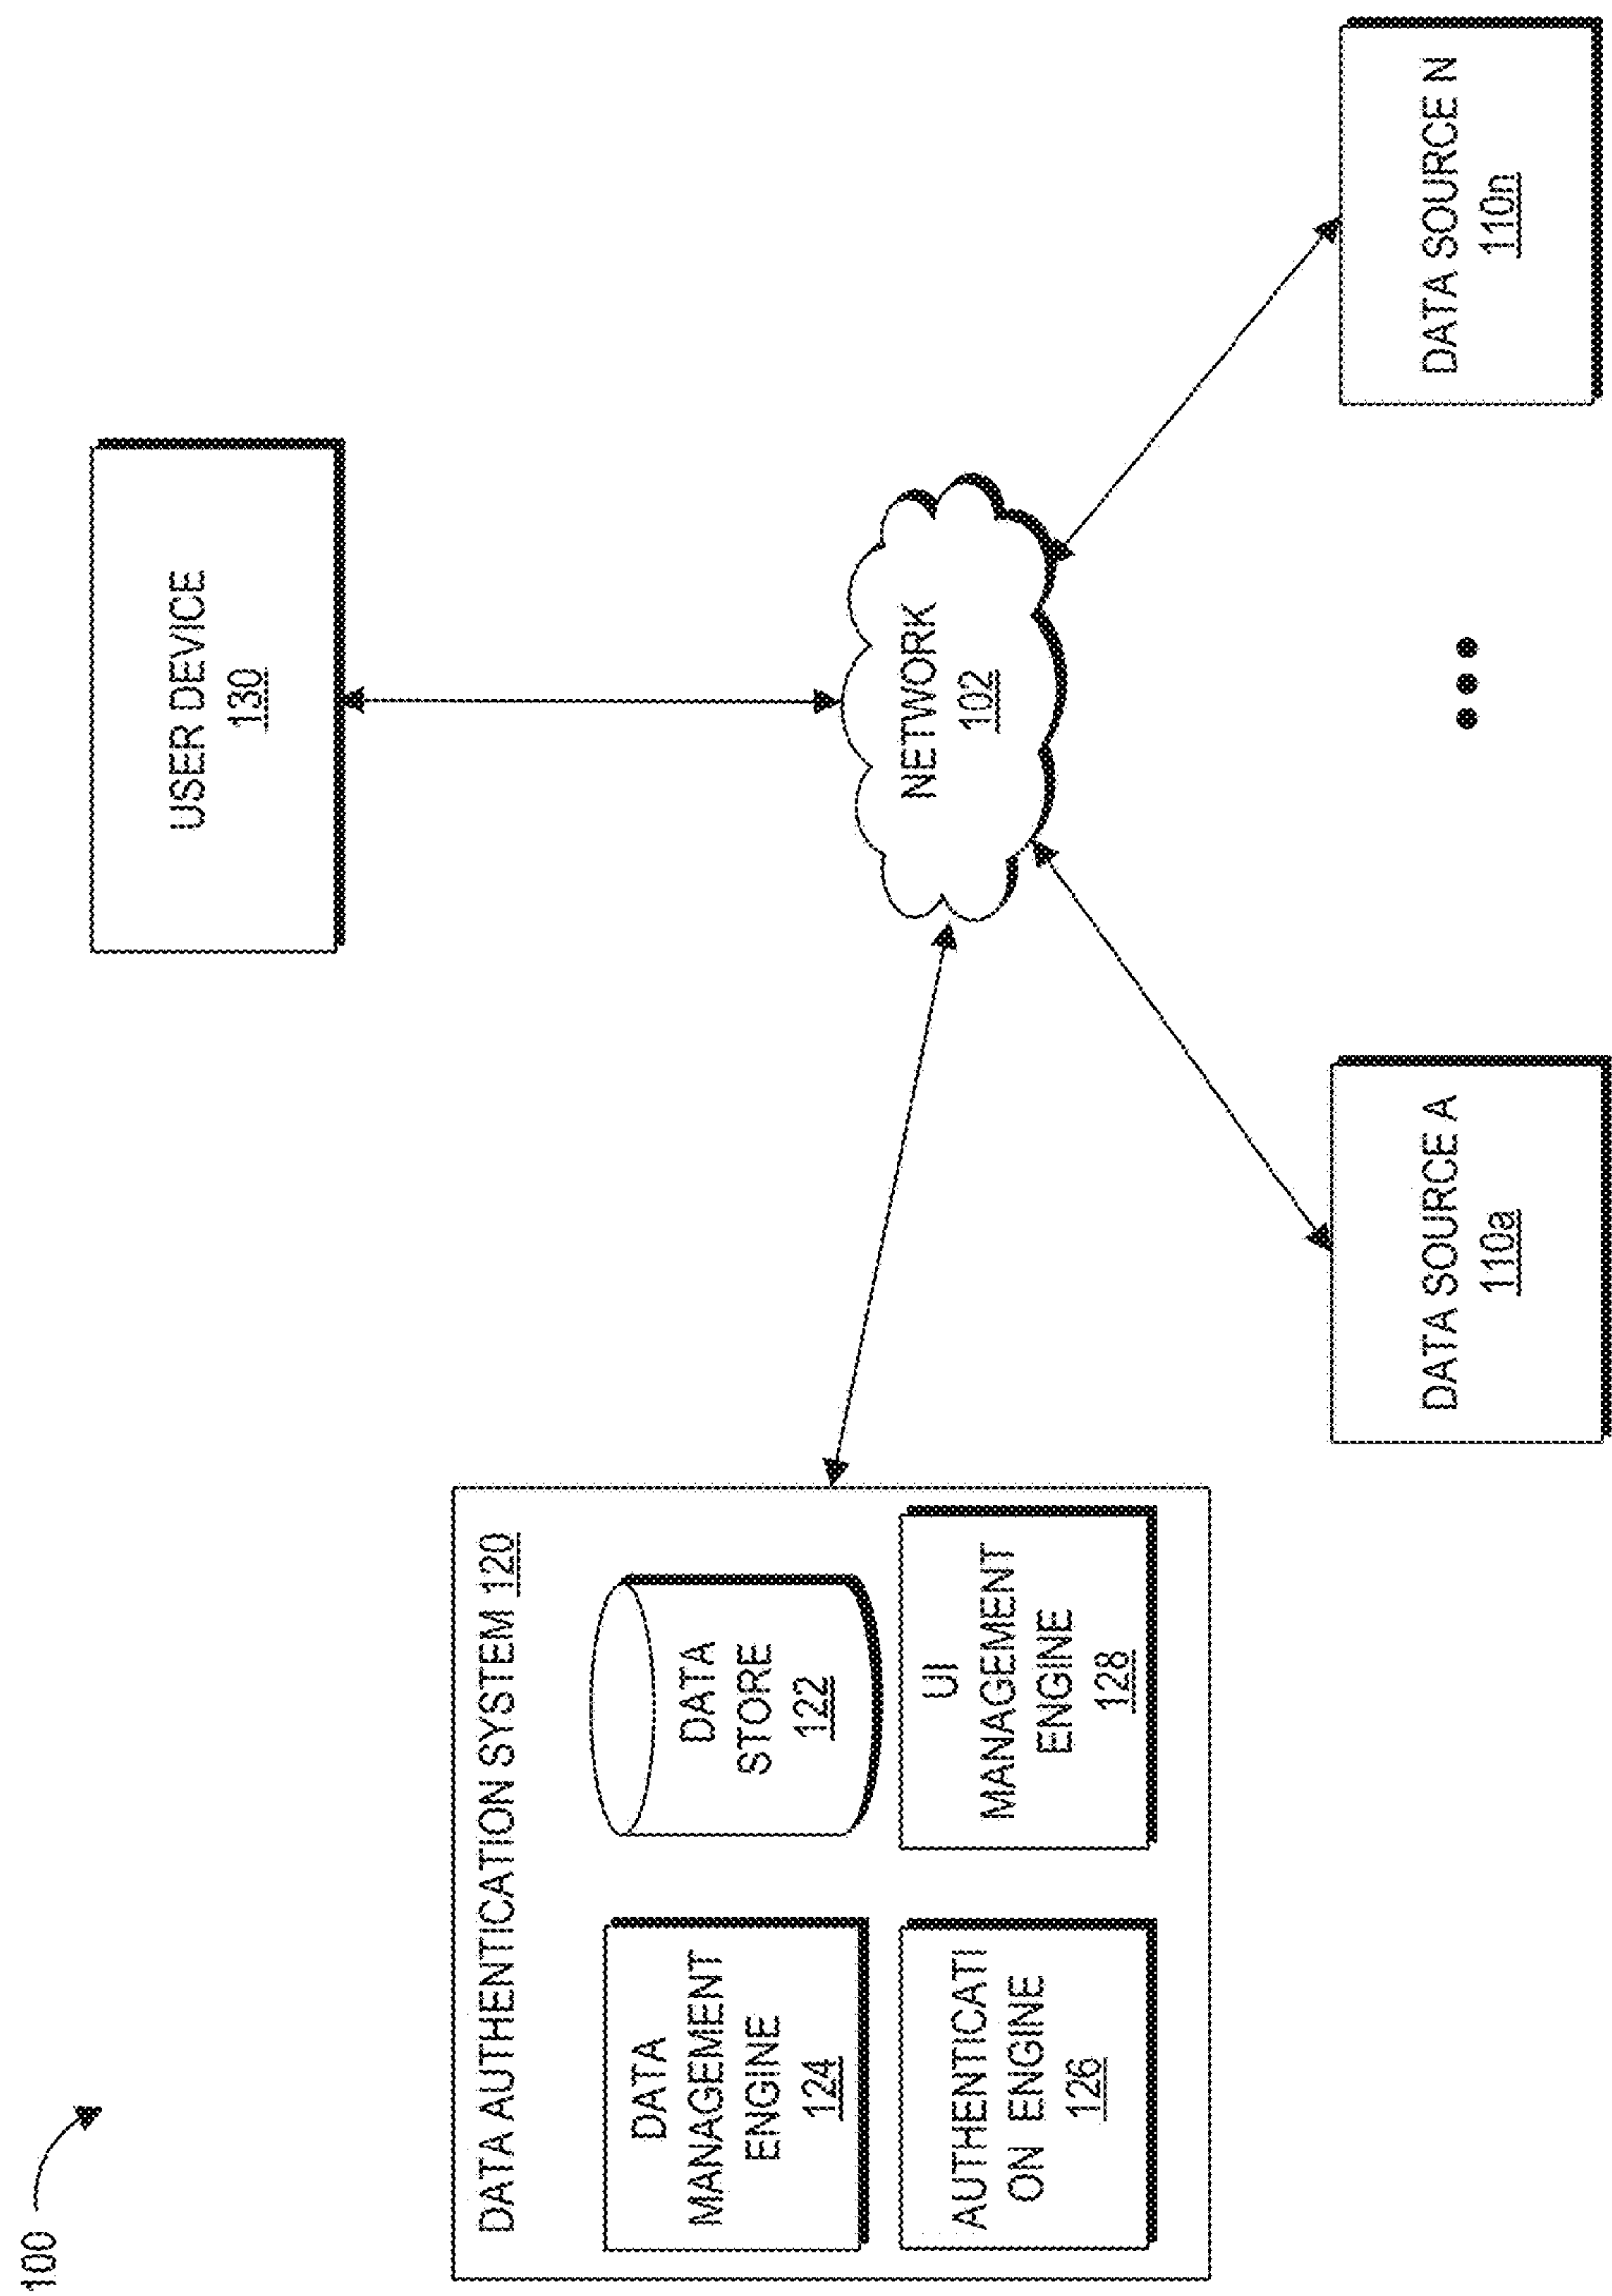 100
USER DEVICE
130
DATA AUTHENTICATION SYSTEM 120
DATA
MANAGEMENT
ENGINE
124
DATA
STORE
122
AUTHENTICATI
ON ENGINE
126
UI
MANAGEMENT
ENGINE
128
NETWORK
102
DATA SOURCE A
110a
DATA SOURCE N
110n